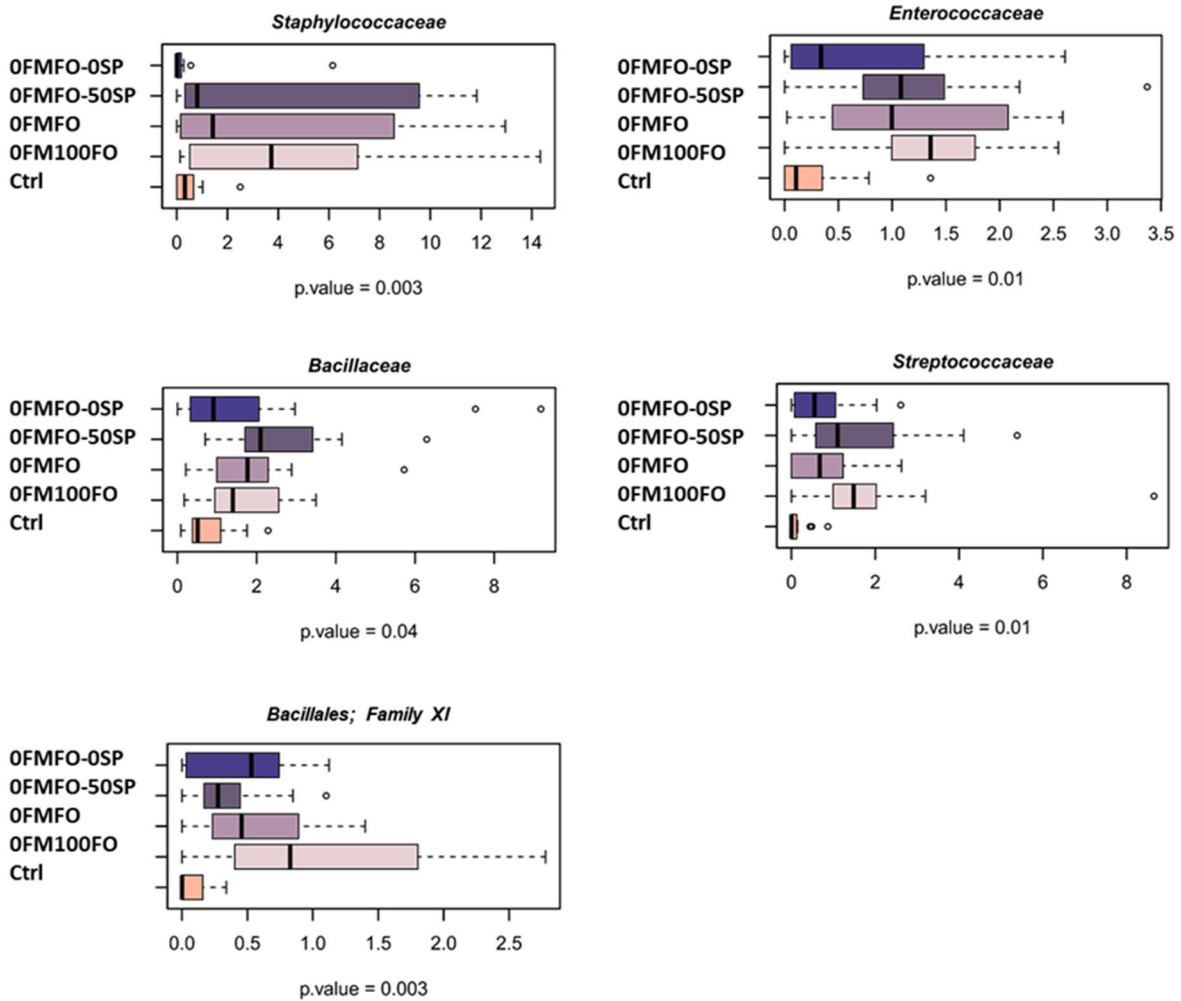 Staphylococcaceae
0FMFO-0SP
0FMFO-50SP
0FMFO
0FM100FO
Ctrl
0 2 4 6 8 10 12 14
p.value = 0.003
Enterococcaceae
0FMFO-0SP
0FMFO-50SP
0FMFO
0FM100FO
Ctrl
0.0 0.5 1.0 1.5 2.0 2.5 3.0 3.5
p.value = 0.01
Bacillaceae
0FMFO-0SP
0FMFO-50SP
0FMFO
0FM100FO
Ctrl
0 2 4 6 8
p.value = 0.04
Streptococcaceae
0FMFO-0SP
0FMFO-50SP
0FMFO
0FM100FO
Ctrl
0 2 4 6 8
p.value = 0.01
Bacillales; Family XI
0FMFO-0SP
0FMFO-50SP
0FMFO
0FM100FO
Ctrl
0.0 0.5 1.0 1.5 2.0 2.5
p.value = 0.003